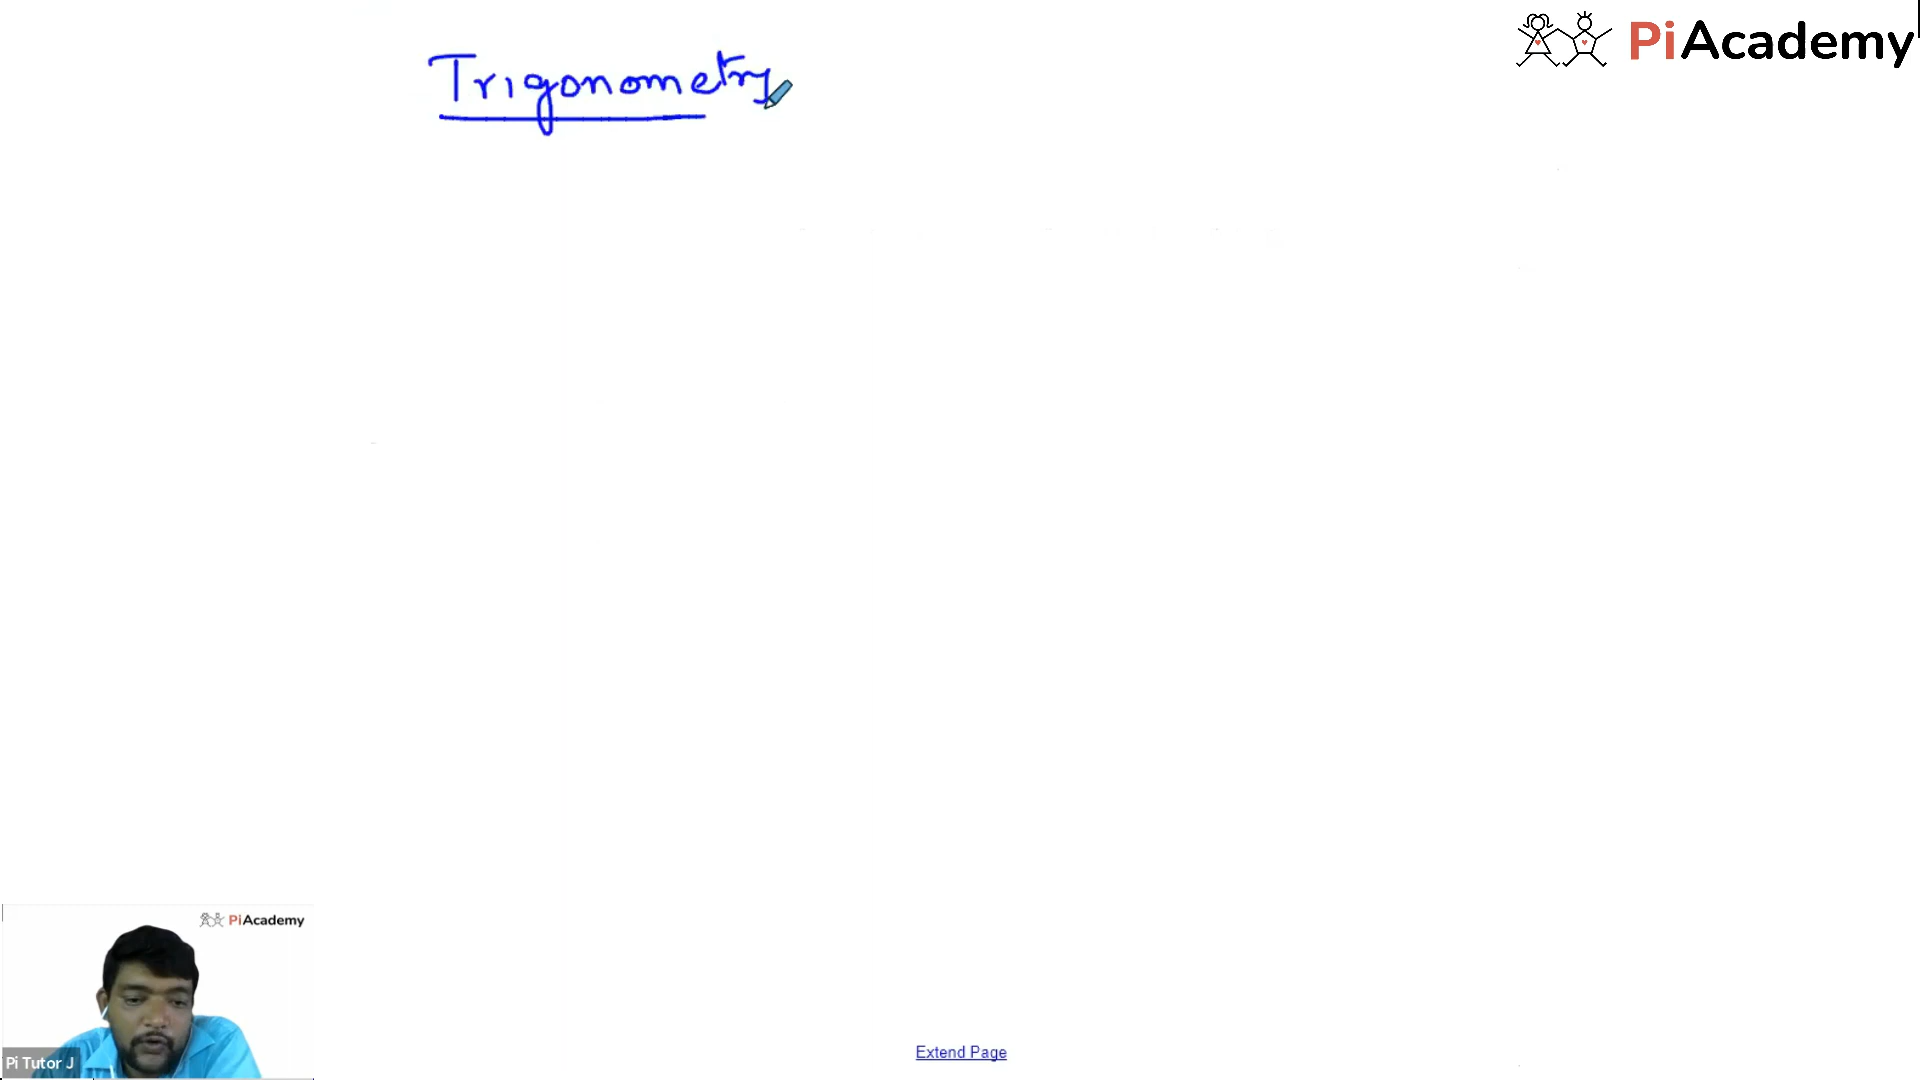 Trigonometry
PiAcademy
PiAcademy
Pi Tutor J
Extend Page